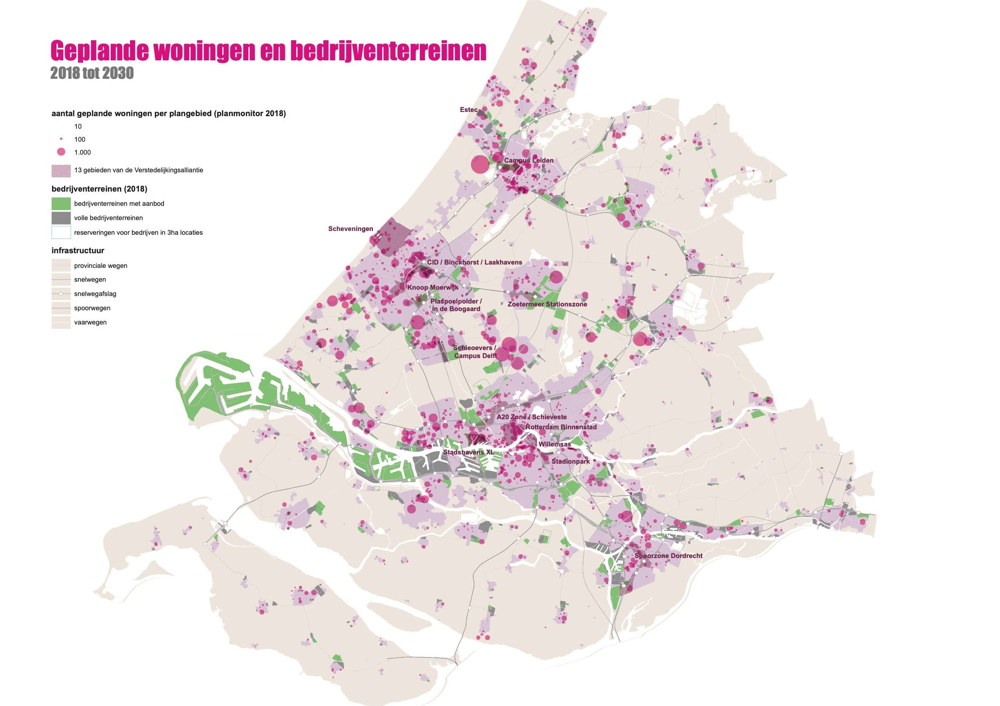 Geplande woningen en bedrijventerreinen
2018 tot 2030
aantal geplande woningen per plangebied (planmonitor 2018)
10
100
1.000
13 gebieden van de Verstedelijkingsalliantie
bedrijventerreinen (2018)
bedrijventerreinen met aanbod
volle bedrijventerreinen
reserveringen voor bedrijven in 3ha locaties
infrastructuur
provinciale wegen
snelwegen
snelwegafslag
spoorwegen
vaarwegen
Estec
Campus Leiden
Scheveningen
CID / Binckhorst / Laakhavens
Knoop Moerwijk
Plaspoelpolder /
in de Boogaard
Zoetermeer Stationszone
Schieoevers /
Campus Delft
A20 Zone / Schieveste
Rotterdam Binnenstad
Willemsas
Stadshavens XL
Stadionpark
Spoorzone Dordrecht